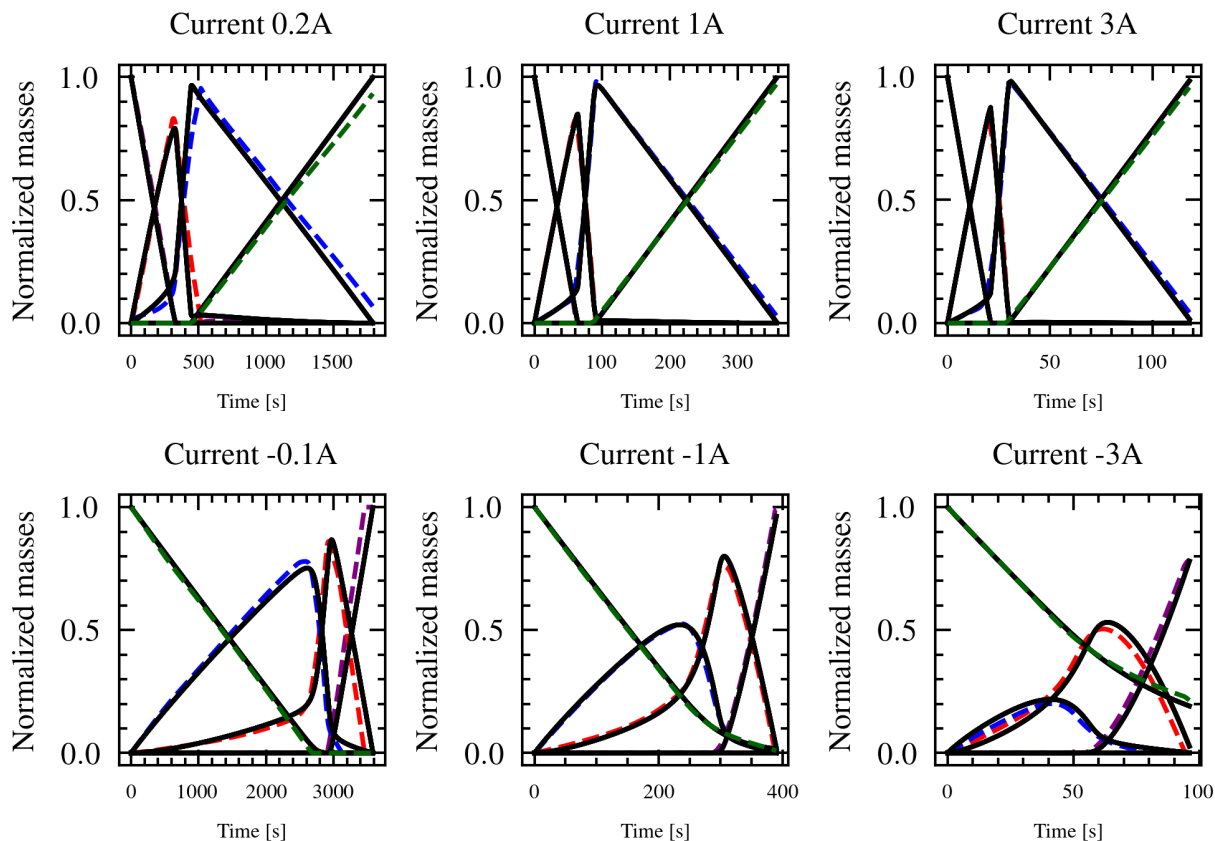 Current 0.2A
Current 1A
Current 3A
Normalized masses
1.0
0.5
0.0
0 500 1000 1500
Time [s]
Normalized masses
1.0
0.5
0.0
0 100 200 300
Time [s]
Normalized masses
1.0
0.5
0.0
0 50 100
Time [s]
Current -0.1A
Current -1A
Current -3A
Normalized masses
1.0
0.5
0.0
0 1000 2000 3000
Time [s]
Normalized masses
1.0
0.5
0.0
0 200 400
Time [s]
Normalized masses
1.0
0.5
0.0
0 50 100
Time [s]